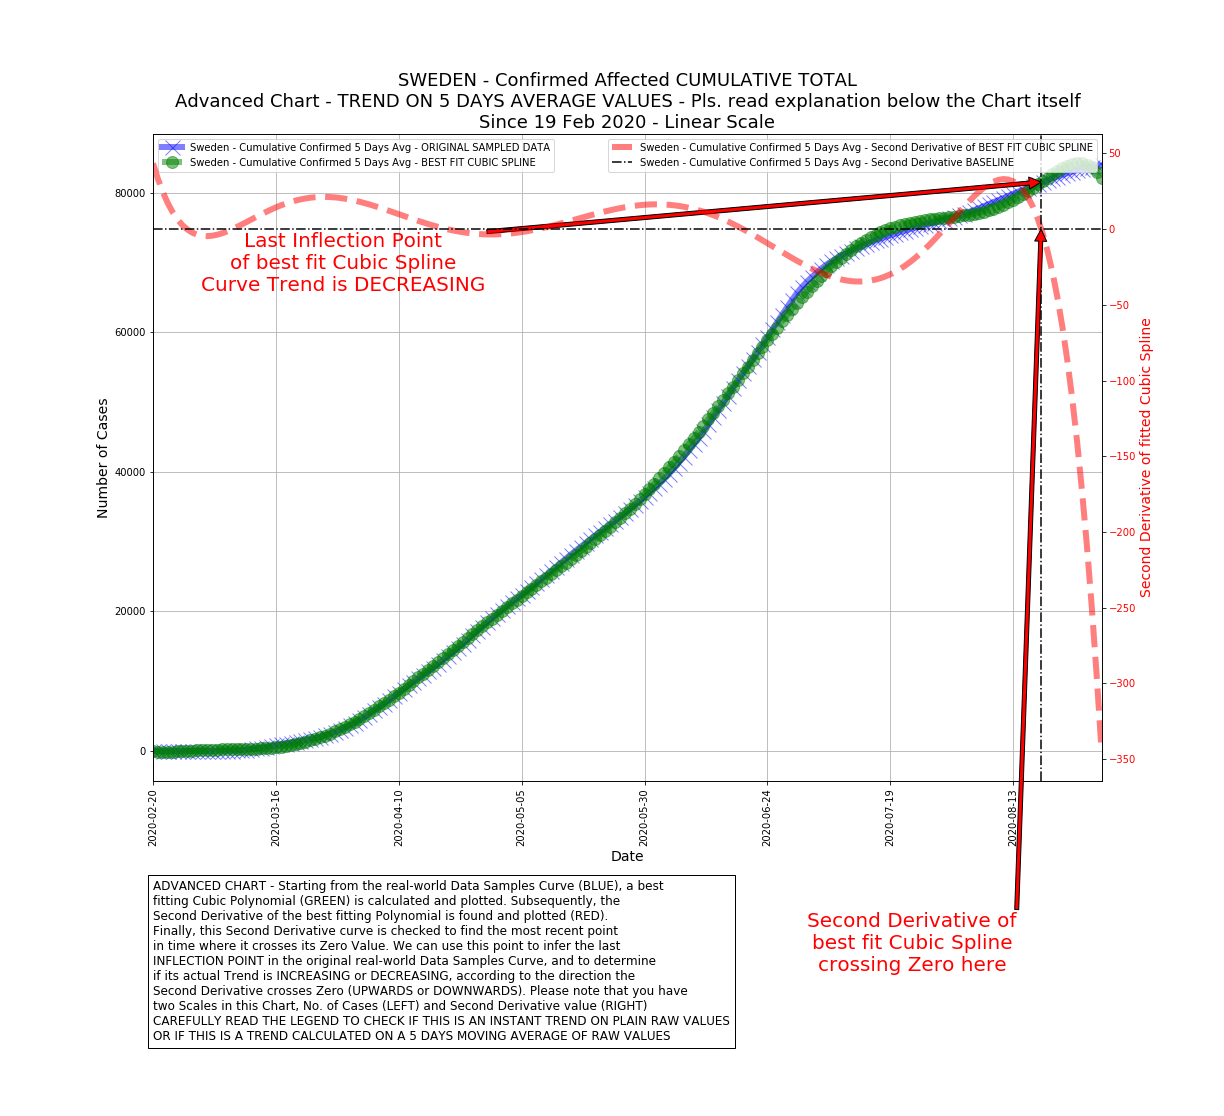 SWEDEN - Confirmed Affected CUMULATIVE TOTAL
Advanced Chart - TREND ON 5 DAYS AVERAGE VALUES - Pls. read explanation below the Chart itself
Since 19 Feb 2020 - Linear Scale
Sweden - Cumulative Confirmed 5 Days Avg - ORIGINAL SAMPLED DATA
Sweden - Cumulative Confirmed 5 Days Avg - BEST FIT CUBIC SPLINE
Sweden - Cumulative Confirmed 5 Days Avg - Second Derivative of BEST FIT CUBIC SPLINE
Sweden - Cumulative Confirmed 5 Days Avg - Second Derivative BASELINE
Last Inflection Point
of best fit Cubic Spline
Curve Trend is DECREASING
Number of Cases
80000
60000
40000
20000
0
50
0
−50
−100
−150
−200
−250
−300
−350
Second Derivative of fitted Cubic Spline
2020-02-20
2020-03-16
2020-04-10
2020-05-05
2020-05-30
2020-06-24
2020-07-19
2020-08-13
Date
ADVANCED CHART - Starting from the real-world Data Samples Curve (BLUE), a best
fitting Cubic Polynomial (GREEN) is calculated and plotted. Subsequently, the
Second Derivative of the best fitting Polynomial is found and plotted (RED).
Finally, this Second Derivative curve is checked to find the most recent point
in time where it crosses its Zero Value. We can use this point to infer the last
INFLECTION POINT in the original real-world Data Samples Curve, and to determine
if its actual Trend is INCREASING or DECREASING, according to the direction the
Second Derivative crosses Zero (UPWARDS or DOWNWARDS). Please note that you have
two Scales in this Chart, No. of Cases (LEFT) and Second Derivative value (RIGHT)
CAREFULLY READ THE LEGEND TO CHECK IF THIS IS AN INSTANT TREND ON PLAIN RAW VALUES
OR IF THIS IS A TREND CALCULATED ON A 5 DAYS MOVING AVERAGE OF RAW VALUES
Second Derivative of
best fit Cubic Spline
crossing Zero here